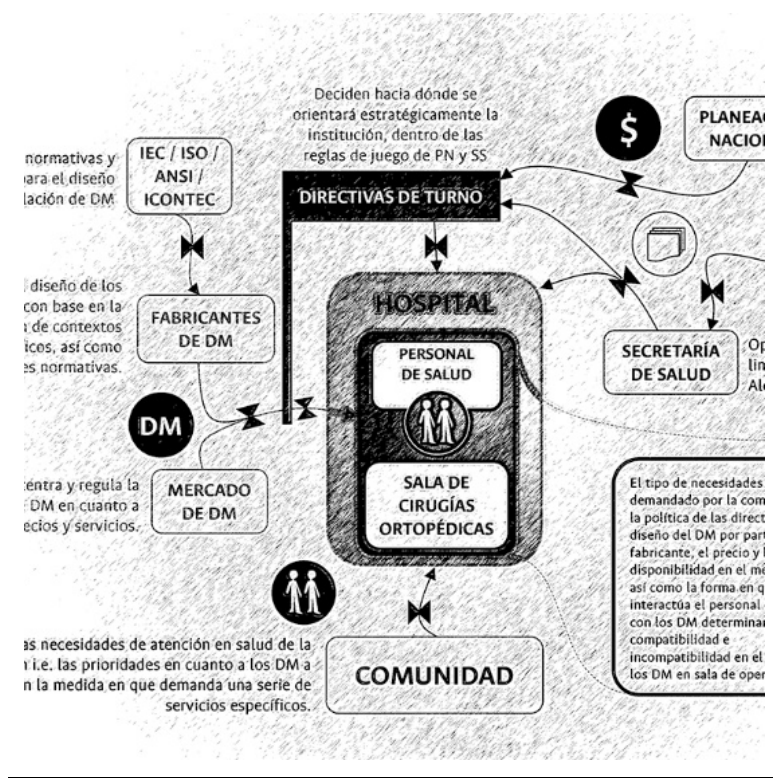 Deciden hacia dónde se
orientará estratégicamente la
institución, dentro de las
reglas de juego de PN y SS
$
NACIO
normativas y
para el diseño
lación de DM
IEC / ISO /
ANSI /
ICONTEC
DIRECTIVAS DE TURNO
diseño de los
con base en la
de contextos
icos, así como
es normativas.
FABRICANTES
DE DM
HOSPITAL
PERSONAL
DE SALUD
SECRETARÍA
DE SALUD
Op
lin
DM
centra y regula la
DM en cuanto a
ecios y servicios.
MERCADO
DE DM
SALA DE
CIRUGÍAS
ORTOPÉDICAS
El tipo de necesidades
demandado por la com
la política de las direct
diseño del DM por part
fabricante, el precio y l
disponibilidad en el me
así como la forma en q
interactúa el personal
con los DM determinan
compatibilidad e
incompatibilidad en el
los DM en sala de oper
as necesidades de atención en salud de la
i.e. las prioridades en cuanto a los DM a
n la medida en que demanda una serie de
servicios específicos.
COMUNIDAD